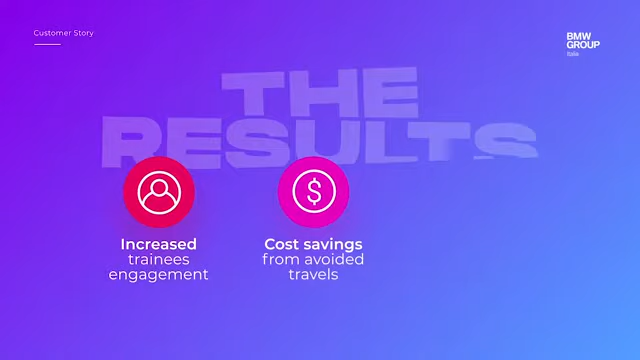 Customer Story
BMW
GROUP
Italia
THE
RESULTS
Increased
trainees
engagement
Cost savings
from avoided
travels